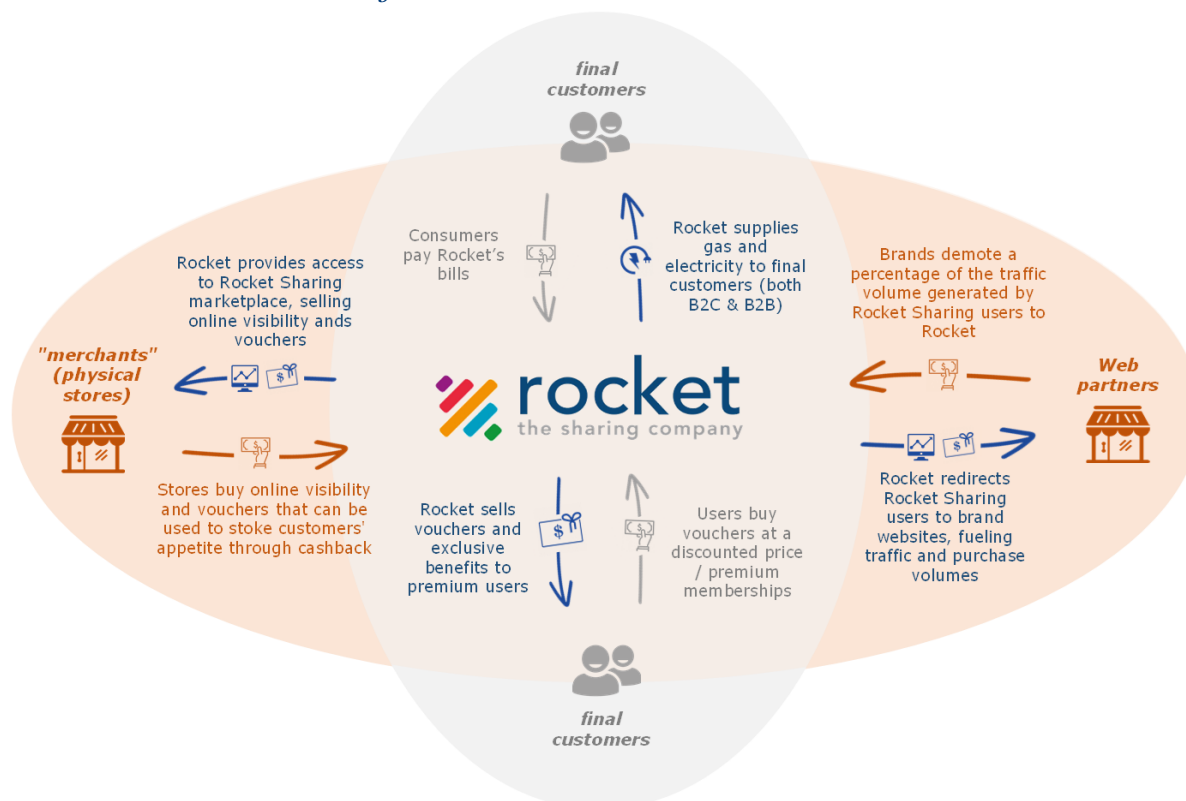 final
customers
Consumers
pay Rocket's
bills
Rocket supplies
gas and
electricity to final
customers (both
B2C & B2B)
Rocket provides access
to Rocket Sharing
marketplace, selling
online visibility ands
vouchers
Brands demote a
percentage of the traffic
volume generated by
Rocket Sharing users to
Rocket
"merchants"
(physical
stores)
Web
partners
rocket
the sharing company
Stores buy online visibility
and vouchers that can be
used to stoke customers'
appetite through cashback
Rocket sells
vouchers and
exclusive
benefits to
premium users
Users buy
vouchers at a
discounted price
/ premium
memberships
Rocket redirects
Rocket Sharing
users to brand
websites, fueling
traffic and purchase
volumes
final
customers